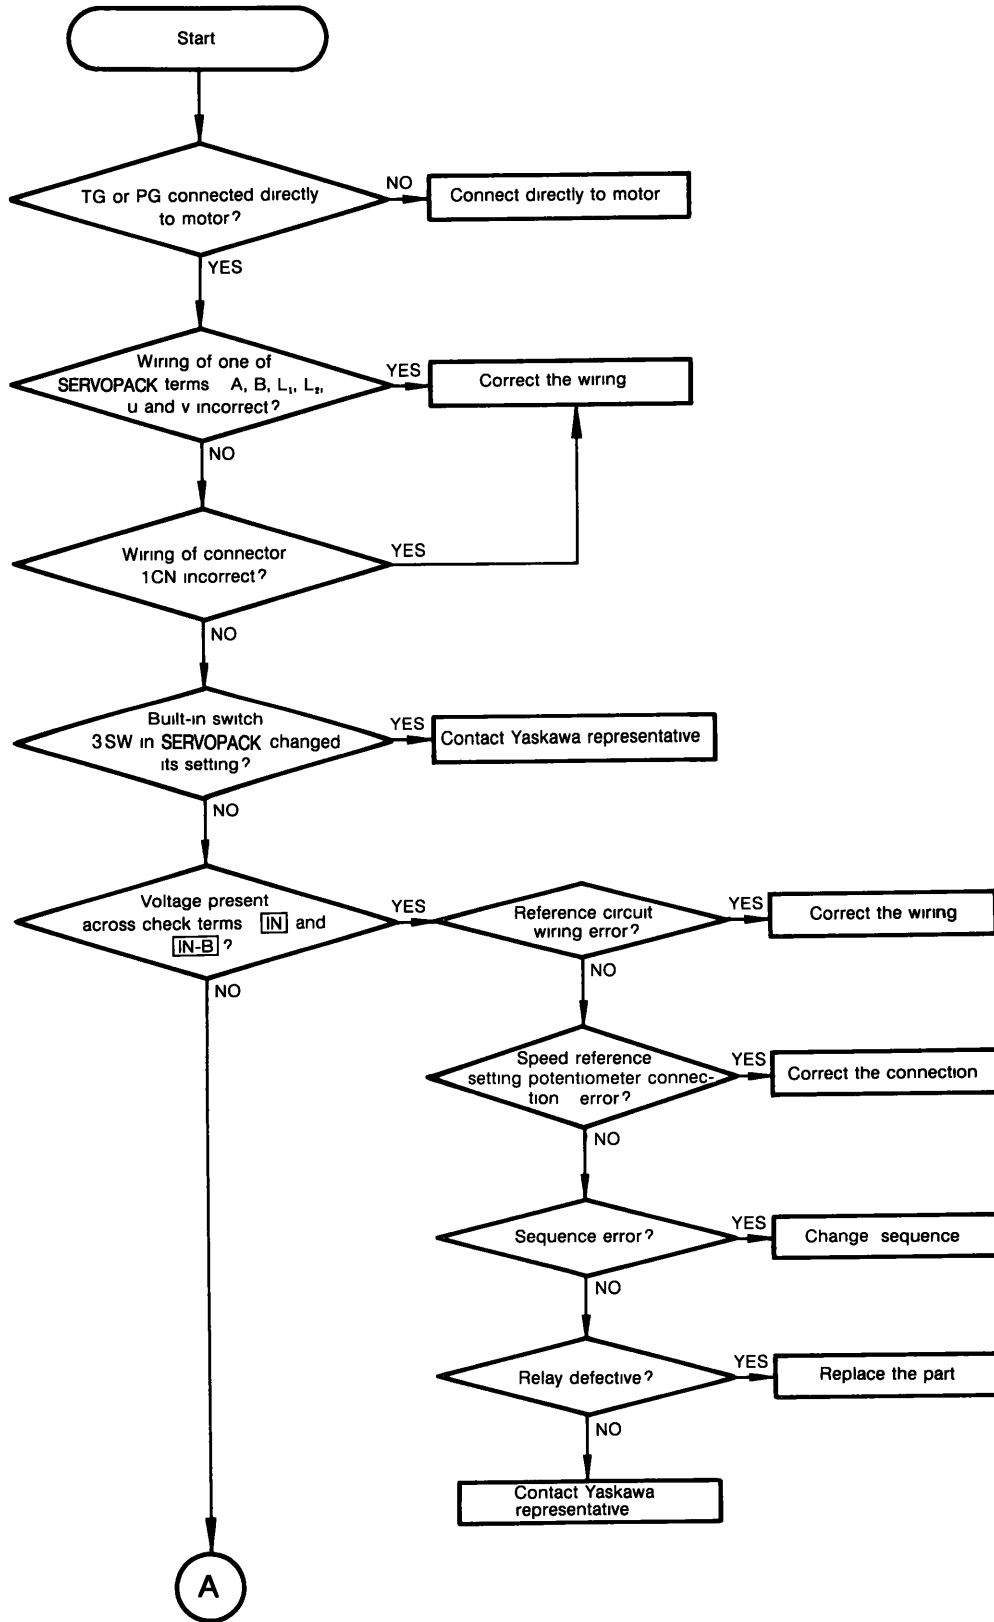 Start
TG or PG connected directly
to motor?
NO
Connect directly to motor
YES
Wiring of one of
SERVOPACK terms A, B, L₁, L₂,
u and v incorrect?
YES
Correct the wiring
NO
Wiring of connector
1CN incorrect?
YES
NO
Built-in switch
3SW in SERVOPACK changed
its setting?
YES
Contact Yaskawa representative
NO
Voltage present
across check terms IN and
IN-B ?
YES
Reference circuit
wiring error?
YES
Correct the wiring
NO
NO
Speed reference
setting potentiometer connec-
tion error?
YES
Correct the connection
NO
Sequence error?
YES
Change sequence
NO
Relay defective?
YES
Replace the part
NO
Contact Yaskawa
representative
A